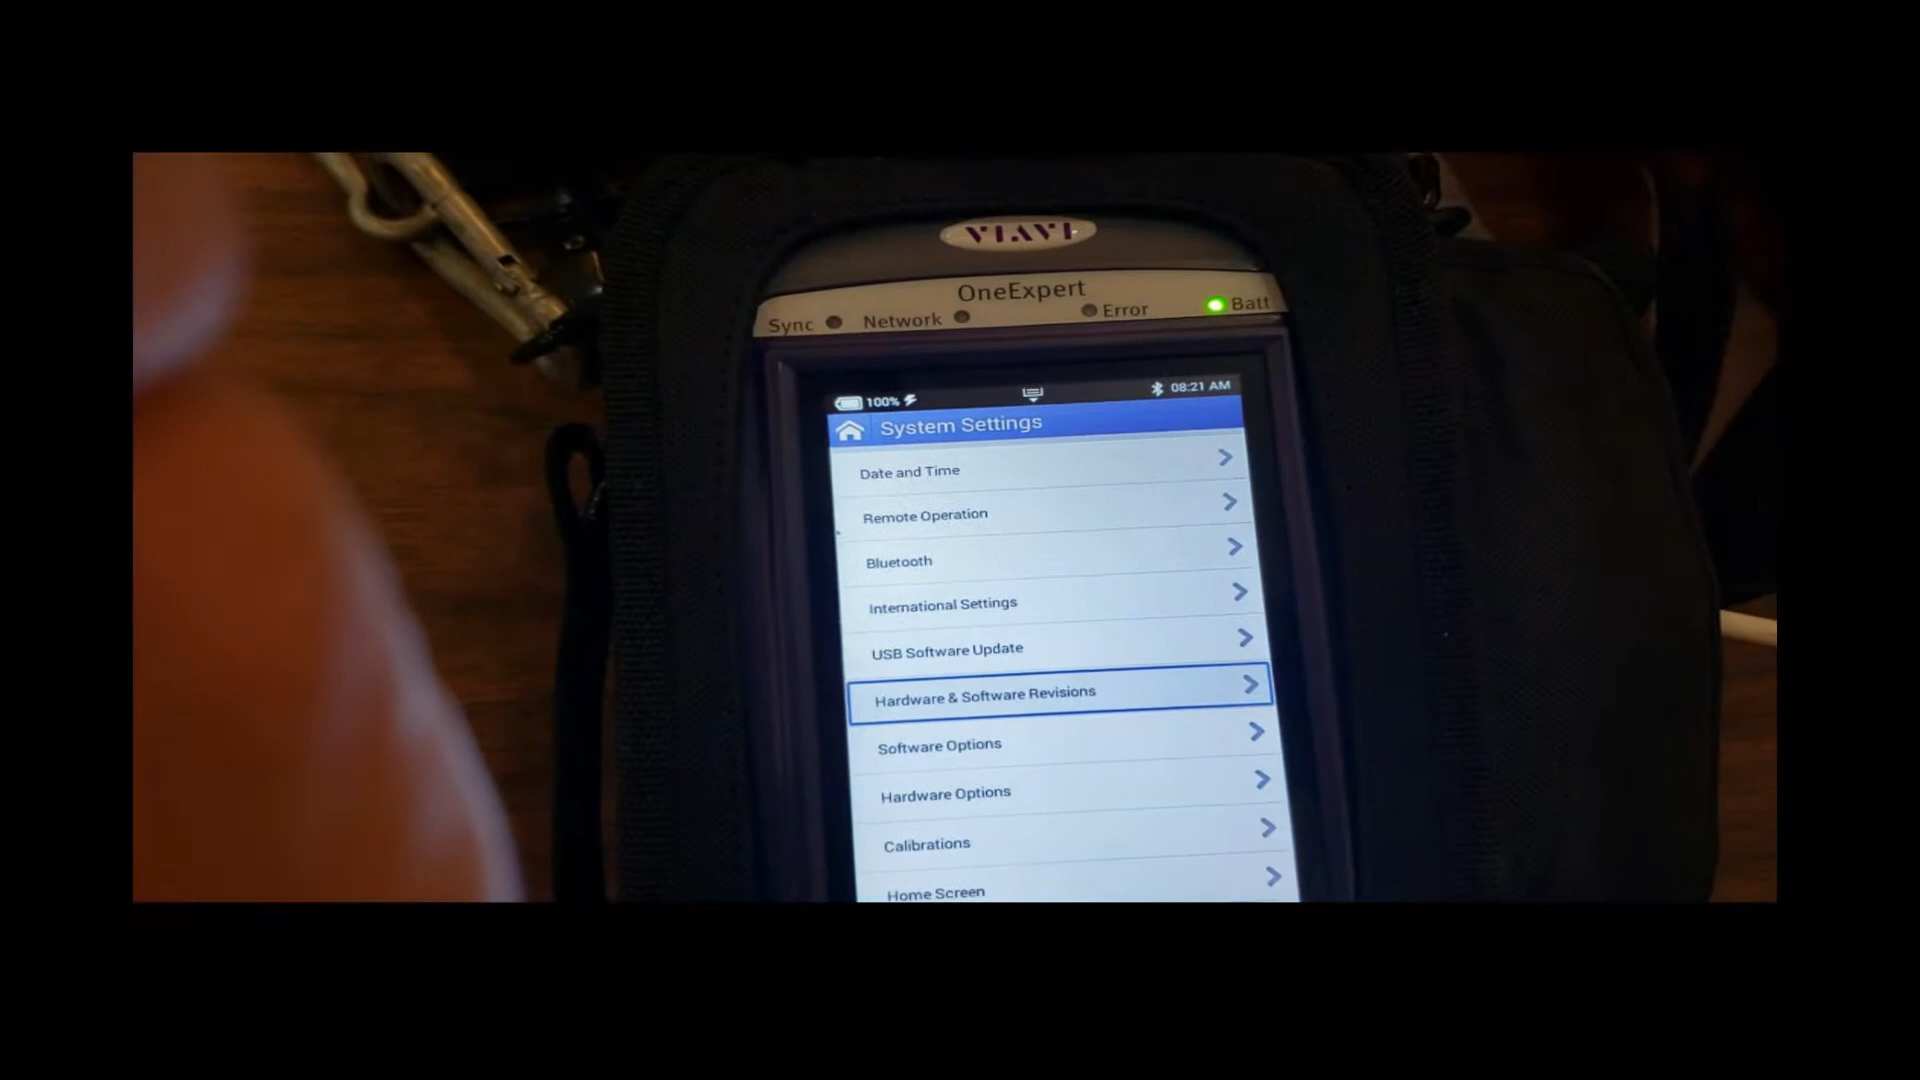 VIAVI
OneExpert
Sync Network Error Batt
100% 08:21 AM
System Settings
Date and Time
Remote Operation
Bluetooth
International Settings
USB Software Update
Hardware & Software Revisions
Software Options
Hardware Options
Calibrations
Home Screen